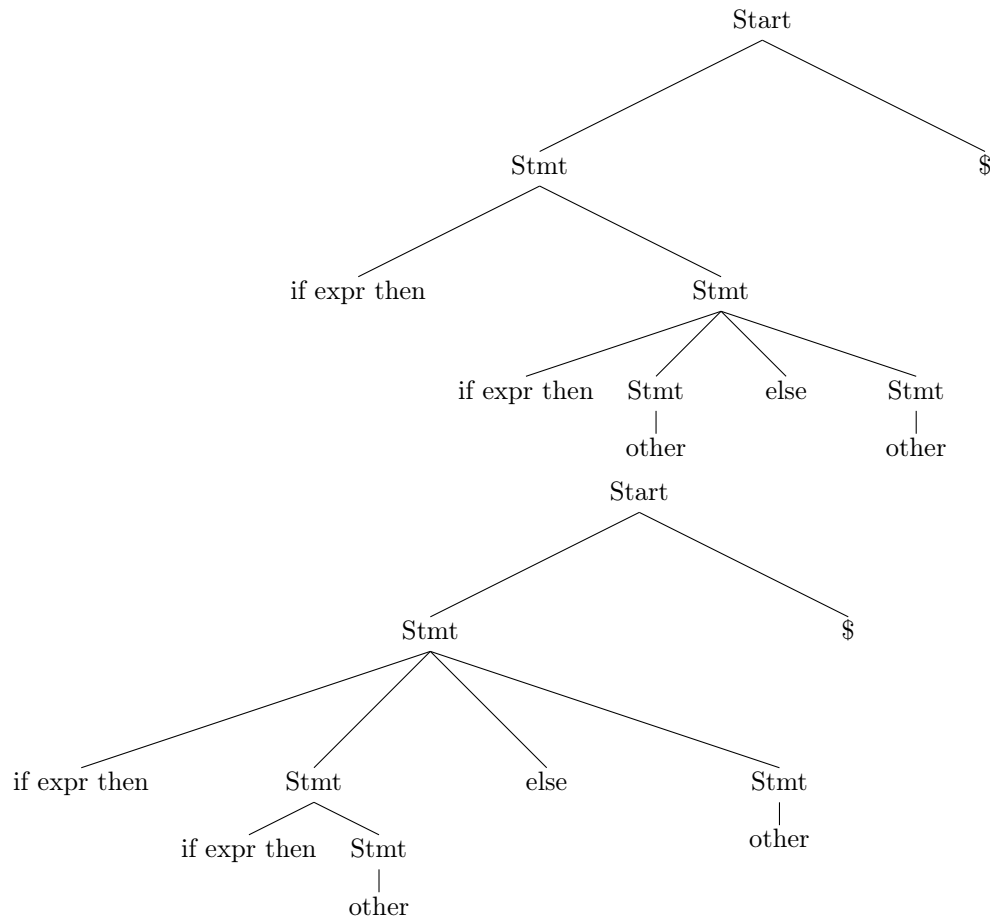 Start
Stmt $
if expr then Stmt
if expr then Stmt else Stmt
other other
Start
Stmt $
if expr then Stmt else Stmt
if expr then Stmt other
other